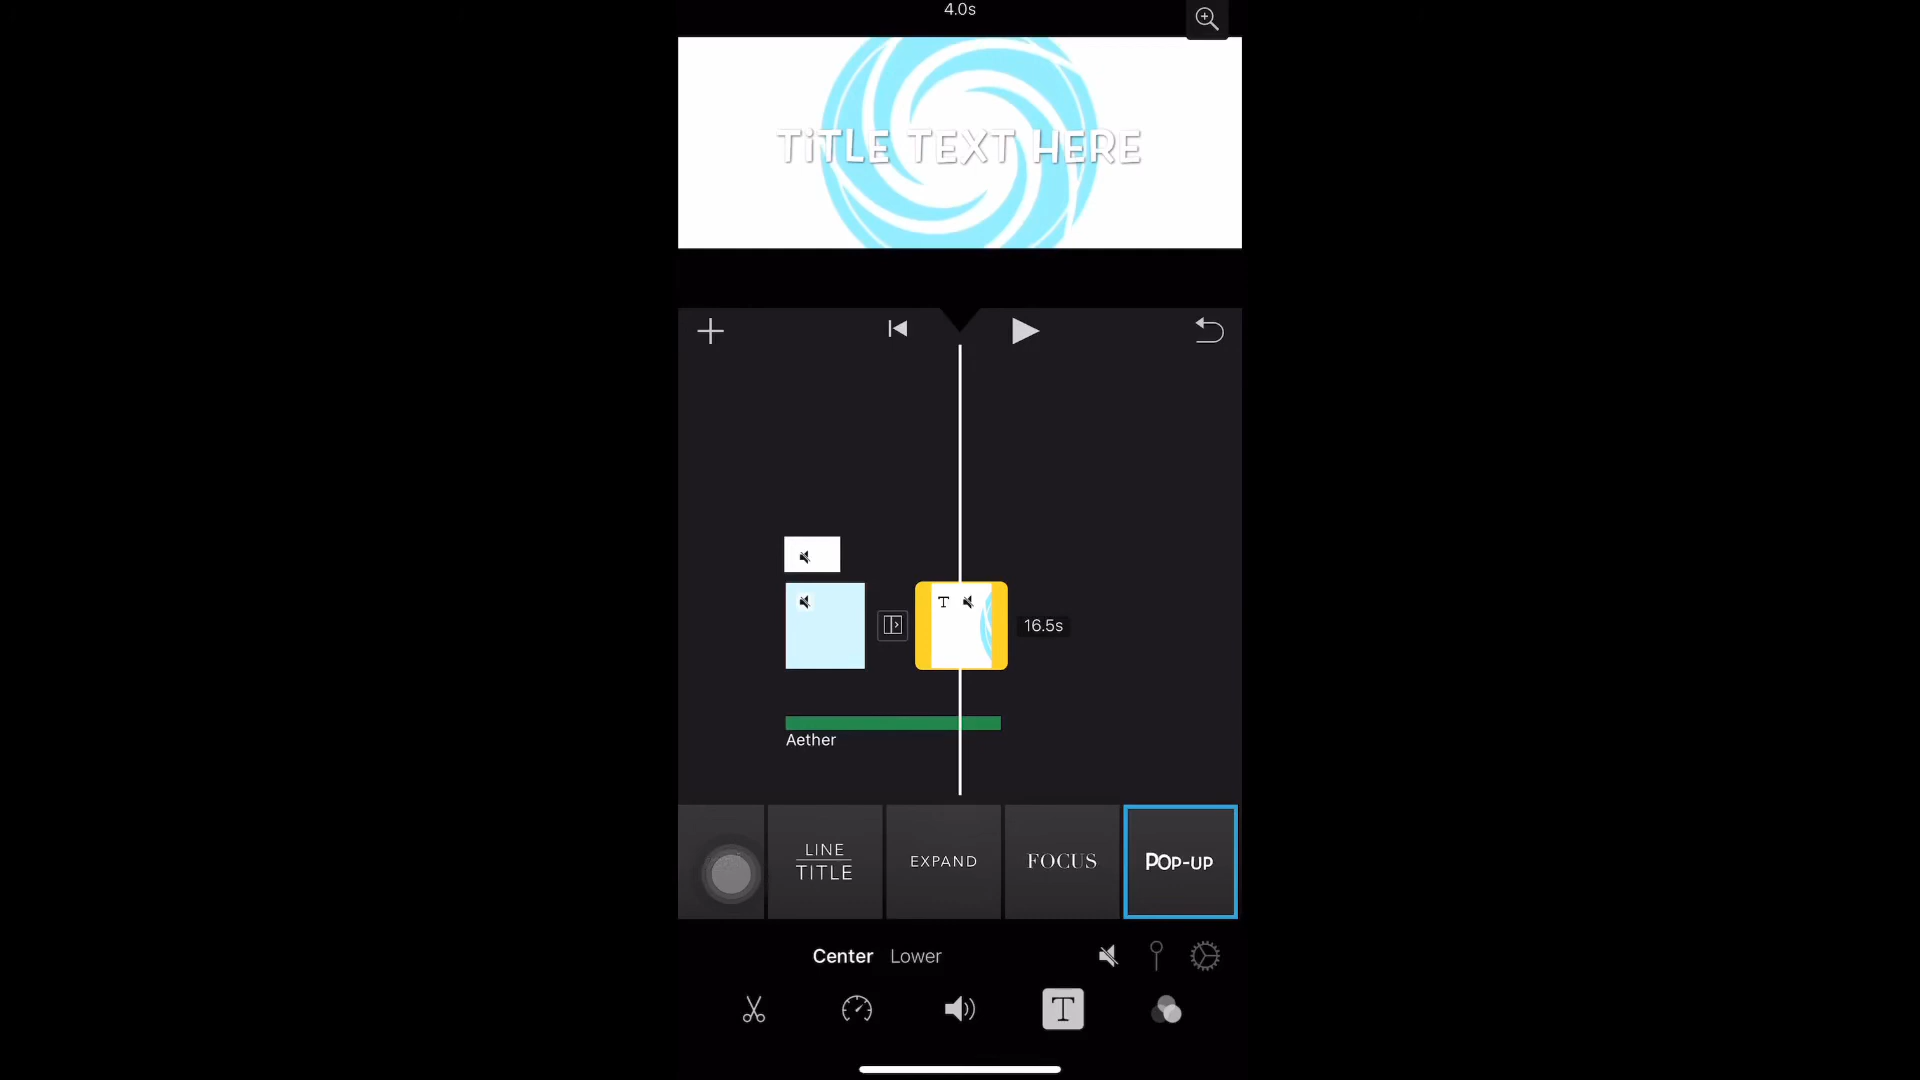 4.0s
TiTLE TEXT HERE
T
16.5s
Aether
LINE
TITLE
EXPAND
FOCUS
POP-UP
Center Lower
T